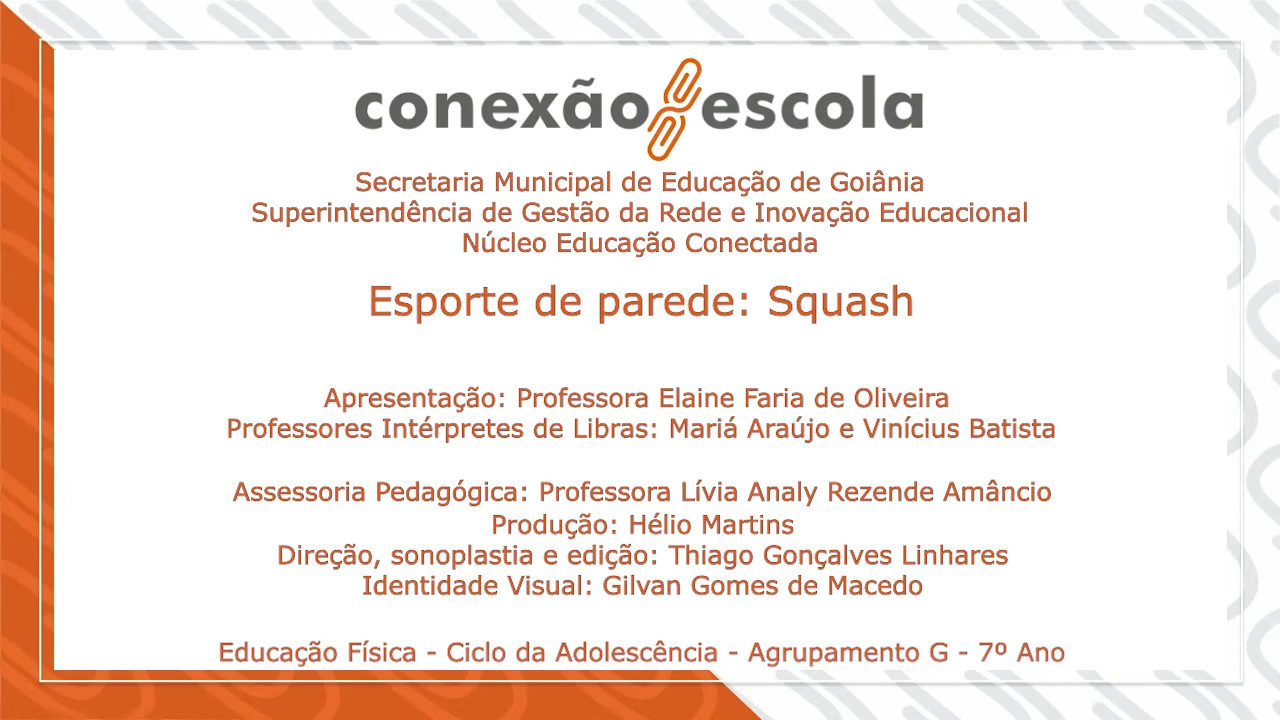 conexão escola
Secretaria Municipal de Educação de Goiânia
Superintendência de Gestão da Rede e Inovação Educacional
Núcleo Educação Conectada
Esporte de parede: Squash
Apresentação: Professora Elaine Faria de Oliveira
Professores Intérpretes de Libras: Mariá Araújo e Vinícius Batista
Assessoria Pedagógica: Professora Lívia Analy Rezende Amâncio
Produção: Hélio Martins
Direção, sonoplastia e edição: Thiago Gonçalves Linhares
Identidade Visual: Gilvan Gomes de Macedo
Educação Física - Ciclo da Adolescência - Agrupamento G - 7º Ano